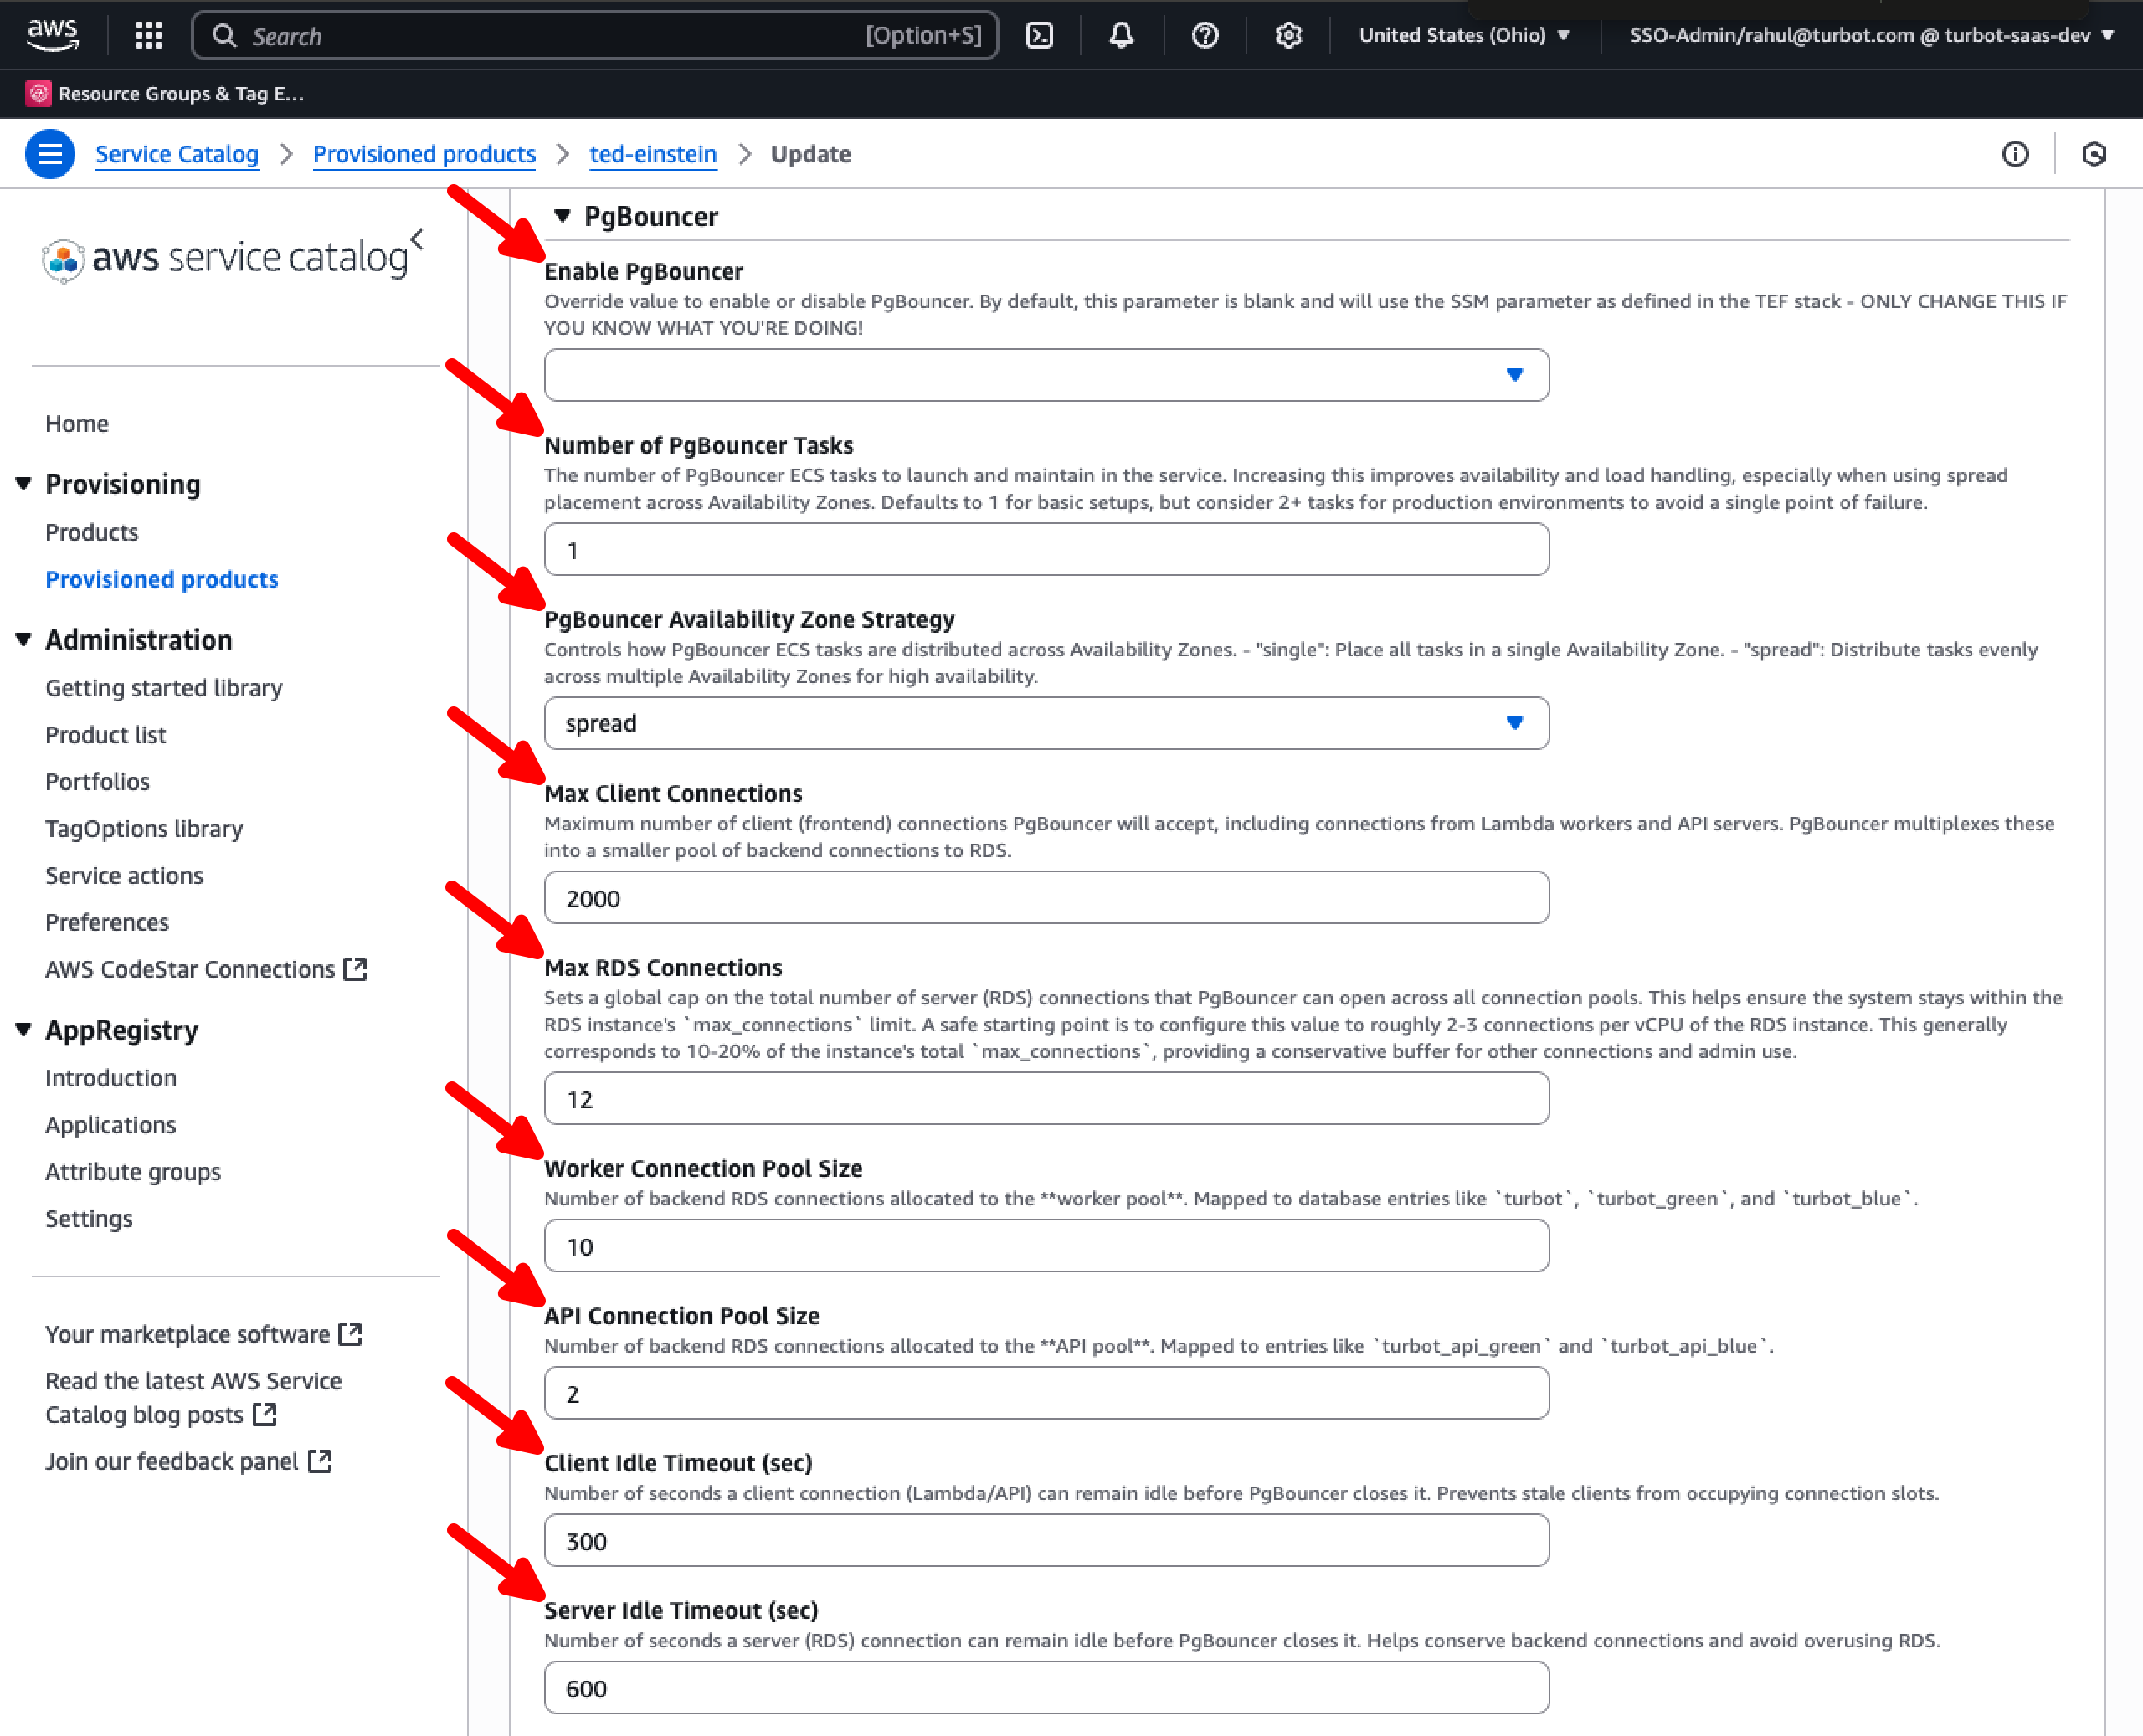 aws
Search
[Option+S]
United States (Ohio)
SSO-Admin/rahul@turbot.com @ turbot-saas-dev
Resource Groups & Tag E...
Service Catalog
Provisioned products
ted-einstein
Update
aws service catalog
Home
Provisioning
Products
Provisioned products
Administration
Getting started library
Product list
Portfolios
TagOptions library
Service actions
Preferences
AWS CodeStar Connections
AppRegistry
Introduction
Applications
Attribute groups
Settings
Your marketplace software
Read the latest AWS Service
Catalog blog posts
Join our feedback panel
PgBouncer
Enable PgBouncer
Override value to enable or disable PgBouncer. By default, this parameter is blank and will use the SSM parameter as defined in the TEF stack - ONLY CHANGE THIS IF
YOU KNOW WHAT YOU'RE DOING!
Number of PgBouncer Tasks
The number of PgBouncer ECS tasks to launch and maintain in the service. Increasing this improves availability and load handling, especially when using spread
placement across Availability Zones. Defaults to 1 for basic setups, but consider 2+ tasks for production environments to avoid a single point of failure.
1
PgBouncer Availability Zone Strategy
Controls how PgBouncer ECS tasks are distributed across Availability Zones. - "single": Place all tasks in a single Availability Zone. - "spread": Distribute tasks evenly
across multiple Availability Zones for high availability.
spread
Max Client Connections
Maximum number of client (frontend) connections PgBouncer will accept, including connections from Lambda workers and API servers. PgBouncer multiplexes these
into a smaller pool of backend connections to RDS.
2000
Max RDS Connections
Sets a global cap on the total number of server (RDS) connections that PgBouncer can open across all connection pools. This helps ensure the system stays within the
RDS instance's `max_connections` limit. A safe starting point is to configure this value to roughly 2-3 connections per vCPU of the RDS instance. This generally
corresponds to 10-20% of the instance's total `max_connections`, providing a conservative buffer for other connections and admin use.
12
Worker Connection Pool Size
Number of backend RDS connections allocated to the **worker pool**. Mapped to database entries like `turbot`, `turbot_green`, and `turbot_blue`.
10
API Connection Pool Size
Number of backend RDS connections allocated to the **API pool**. Mapped to entries like `turbot_api_green` and `turbot_api_blue`.
2
Client Idle Timeout (sec)
Number of seconds a client connection (Lambda/API) can remain idle before PgBouncer closes it. Prevents stale clients from occupying connection slots.
300
Server Idle Timeout (sec)
Number of seconds a server (RDS) connection can remain idle before PgBouncer closes it. Helps conserve backend connections and avoid overusing RDS.
600